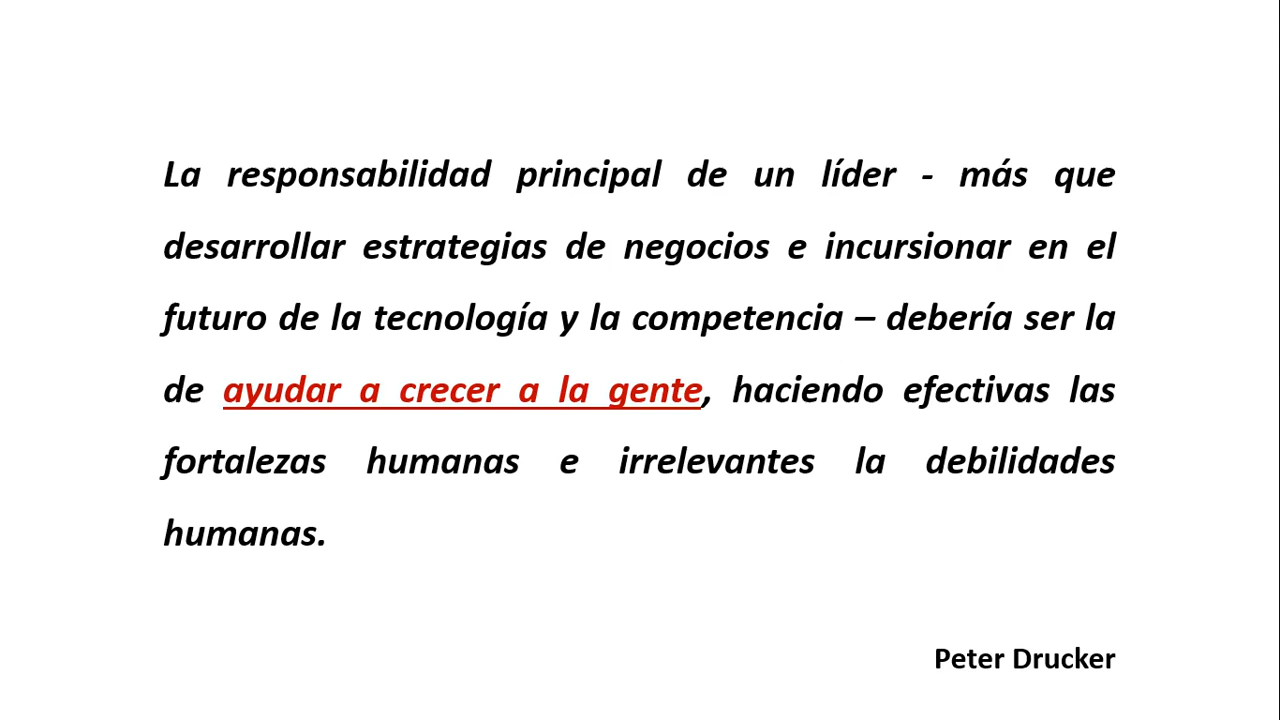 La responsabilidad principal de un líder - más que
desarrollar estrategias de negocios e incursionar en el
futuro de la tecnología y la competencia – debería ser la
de ayudar a crecer a la gente, haciendo efectivas las
fortalezas humanas e irrelevantes la debilidades
humanas.
Peter Drucker